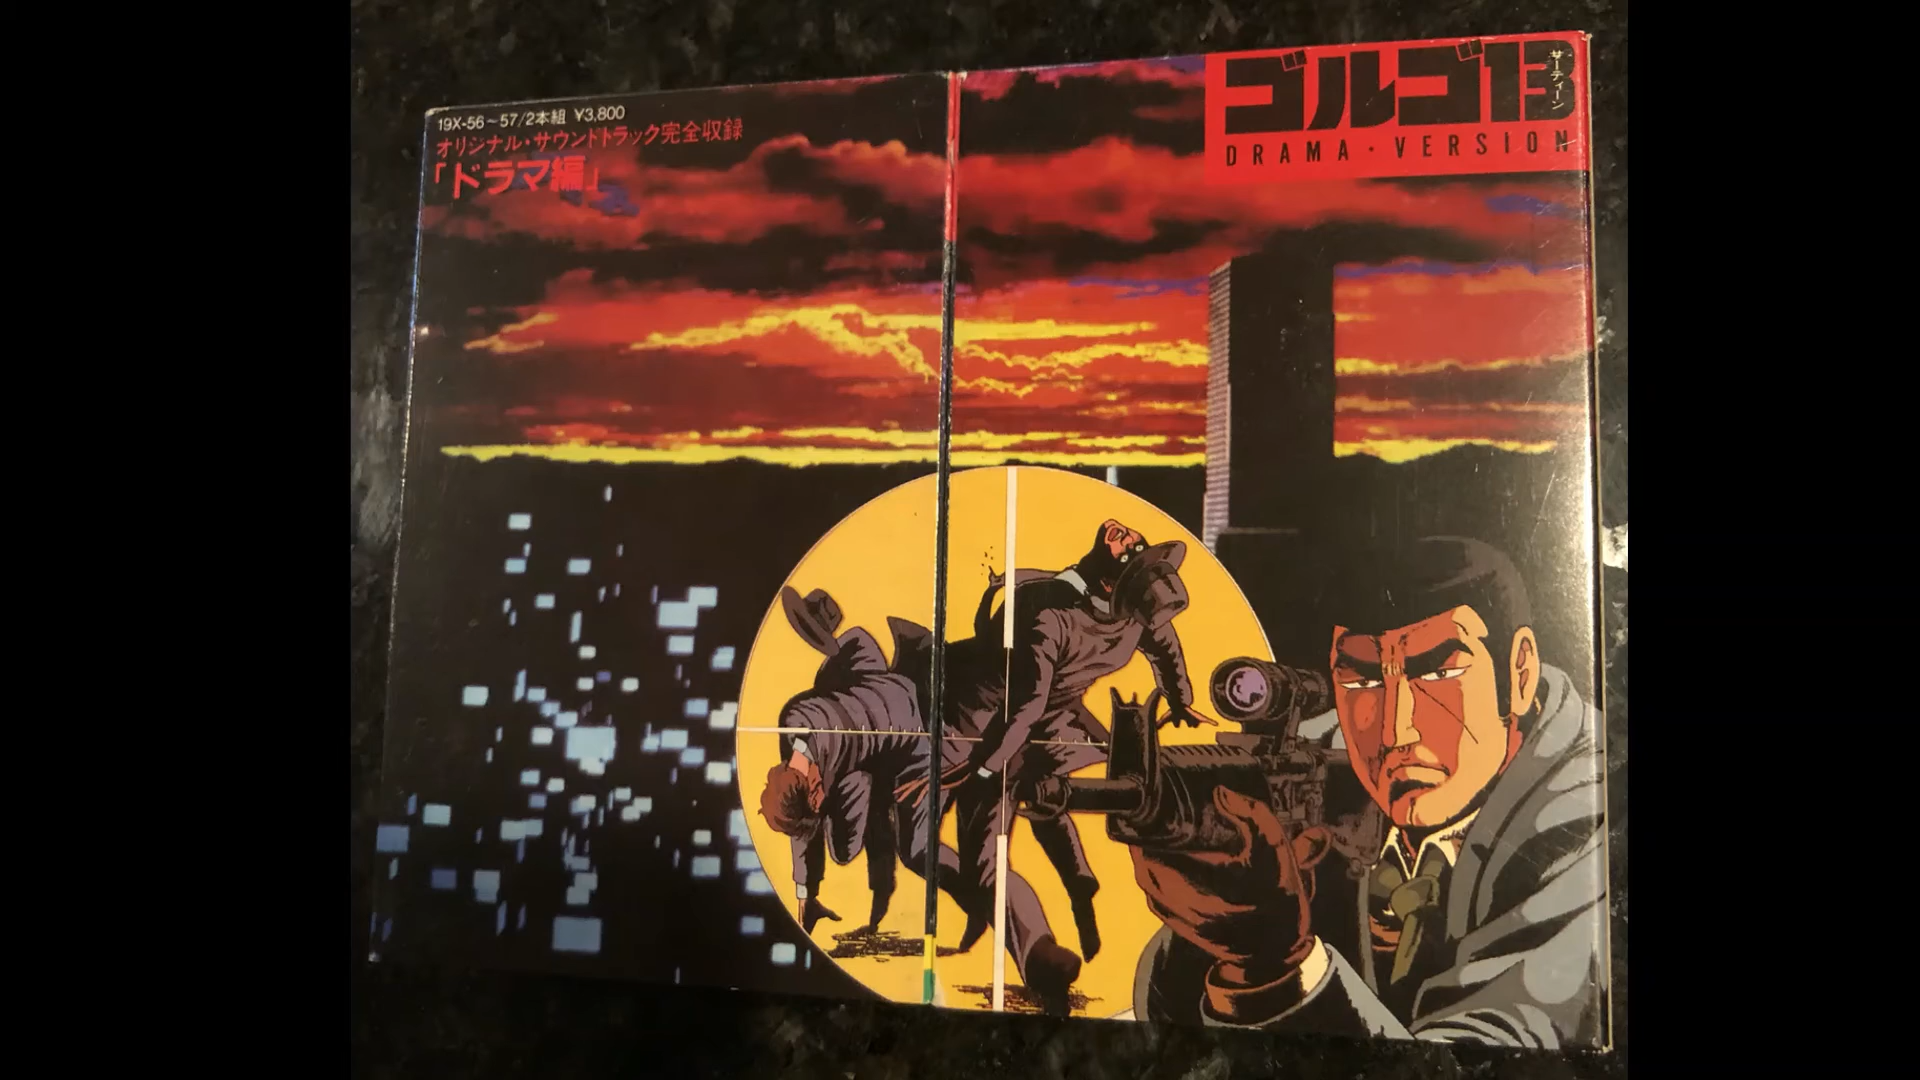 19X-56～57/2本組 ¥3,800
オリジナル・サウンドトラック完全収録
「ドラマ編」
ゴルゴ13
サーティーン
DRAMA・VERSION